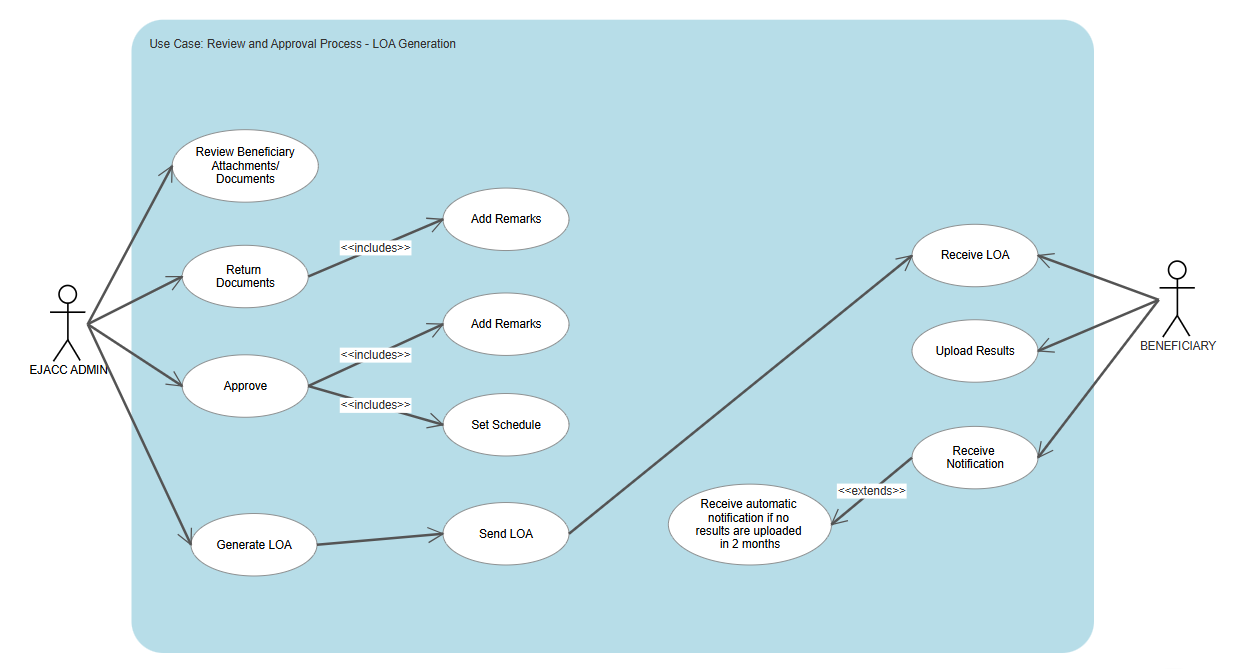 Use Case: Review and Approval Process - LOA Generation
Review Beneficiary
Attachments/
Documents
Add Remarks
<<includes>>
Return
Documents
Receive LOA
EJACC ADMIN
BENEFICIARY
Add Remarks
<<includes>>
Approve
<<includes>>
Set Schedule
Upload Results
Receive
Notification
<<extends>>
Receive automatic
notification if no
results are uploaded
in 2 months
Generate LOA
Send LOA